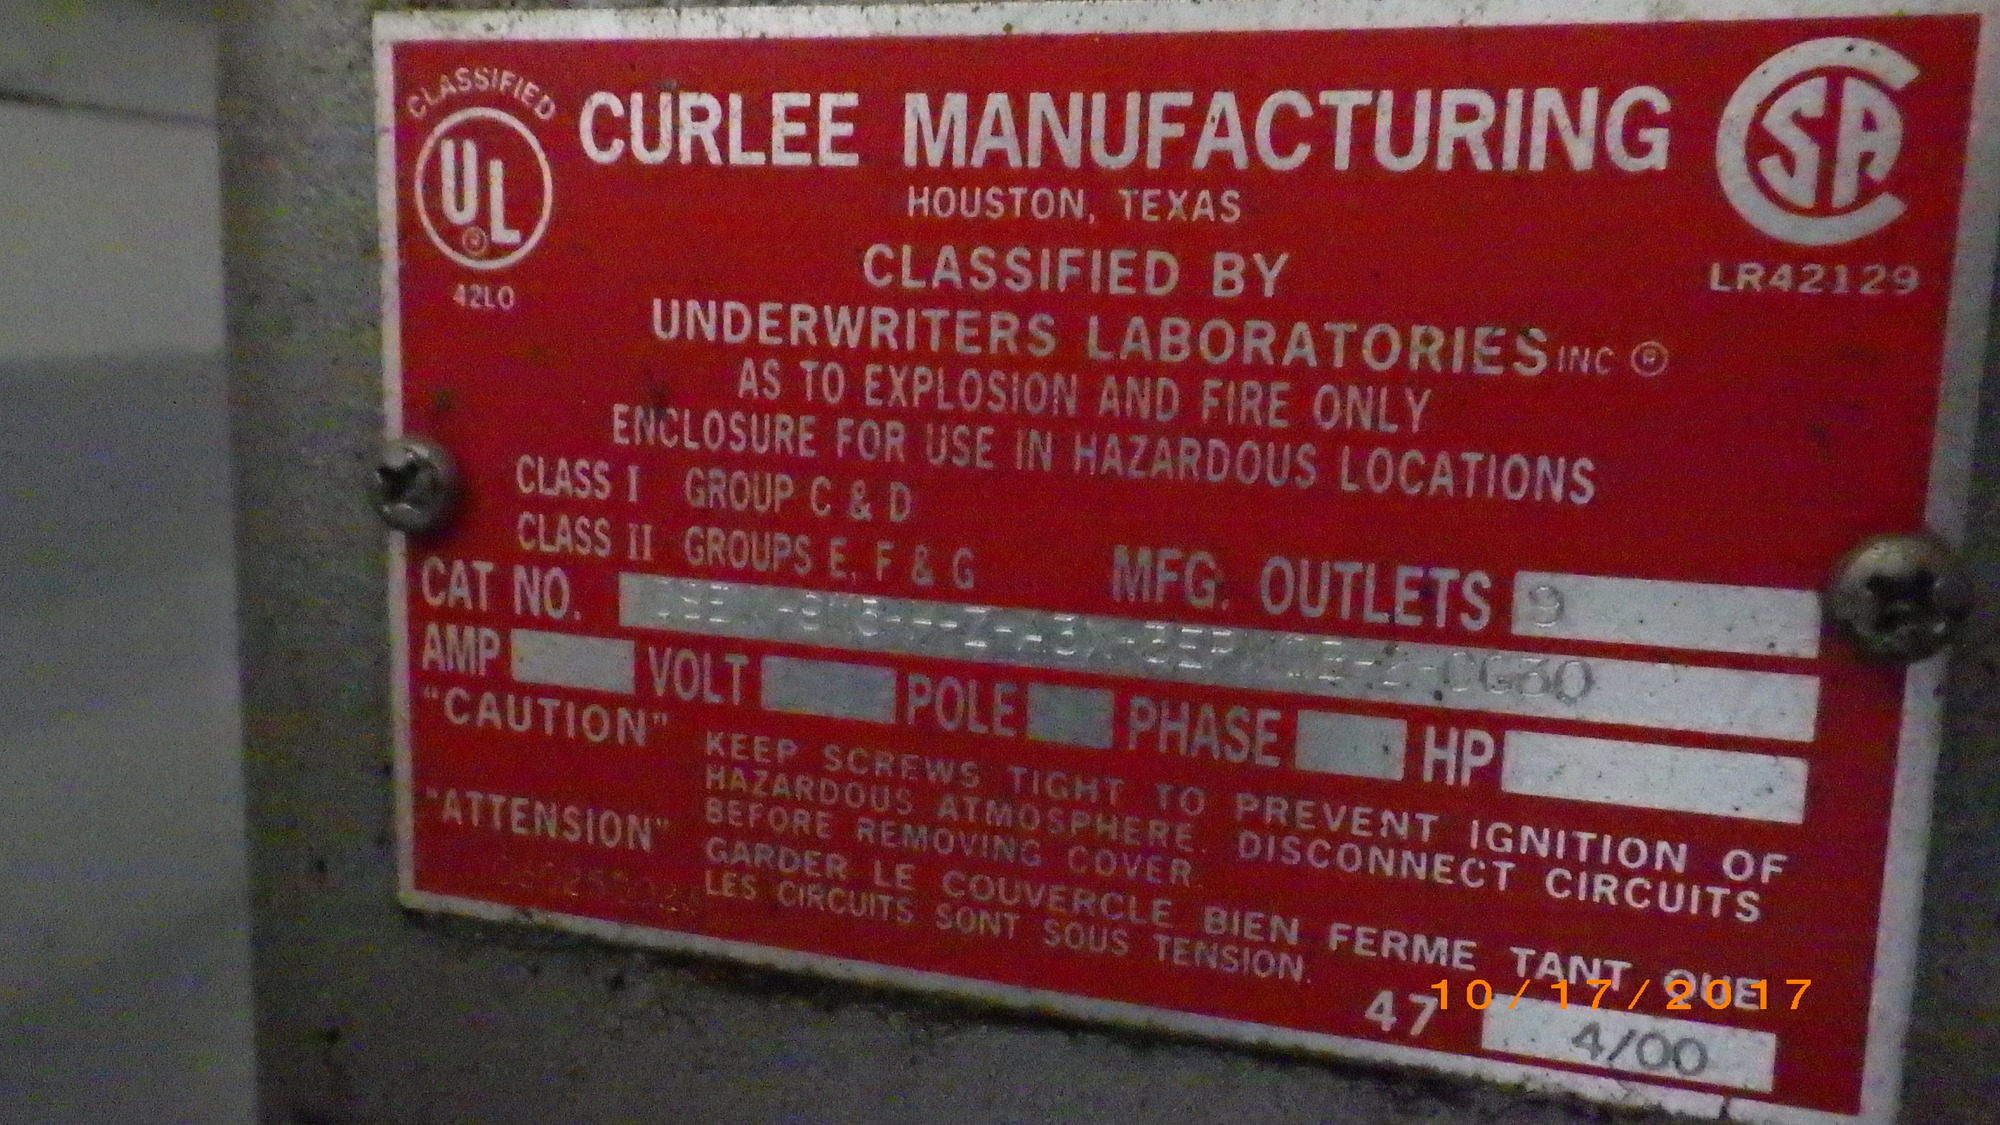 CLASSIFIED
UL
®
42LO
CURLEE MANUFACTURING
HOUSTON, TEXAS
CSA
LR42129
CLASSIFIED BY
UNDERWRITERS LABORATORIES INC ®
AS TO EXPLOSION AND FIRE ONLY
ENCLOSURE FOR USE IN HAZARDOUS LOCATIONS
CLASS I GROUP C & D
CLASS II GROUPS E, F & G
MFG. OUTLETS 9
CAT NO.
AMP VOLT POLE PHASE HP
"CAUTION" KEEP SCREWS TIGHT TO PREVENT IGNITION OF
HAZARDOUS ATMOSPHERE. DISCONNECT CIRCUITS
BEFORE REMOVING COVER.
"ATTENSION" GARDER LE COUVERCLE BIEN FERME TANT QUE
LES CIRCUITS SONT SOUS TENSION.
47 4/00
10/17/2017